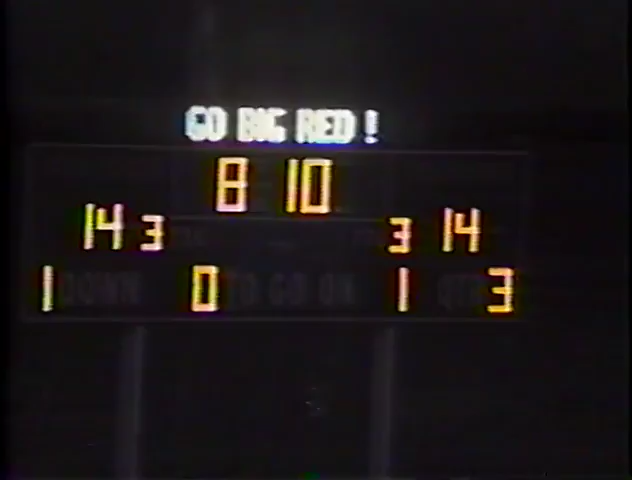 GO BIG RED !
8 10
14 3 3 14
1 DOWN 0 TO GO ON 1 QTR 3